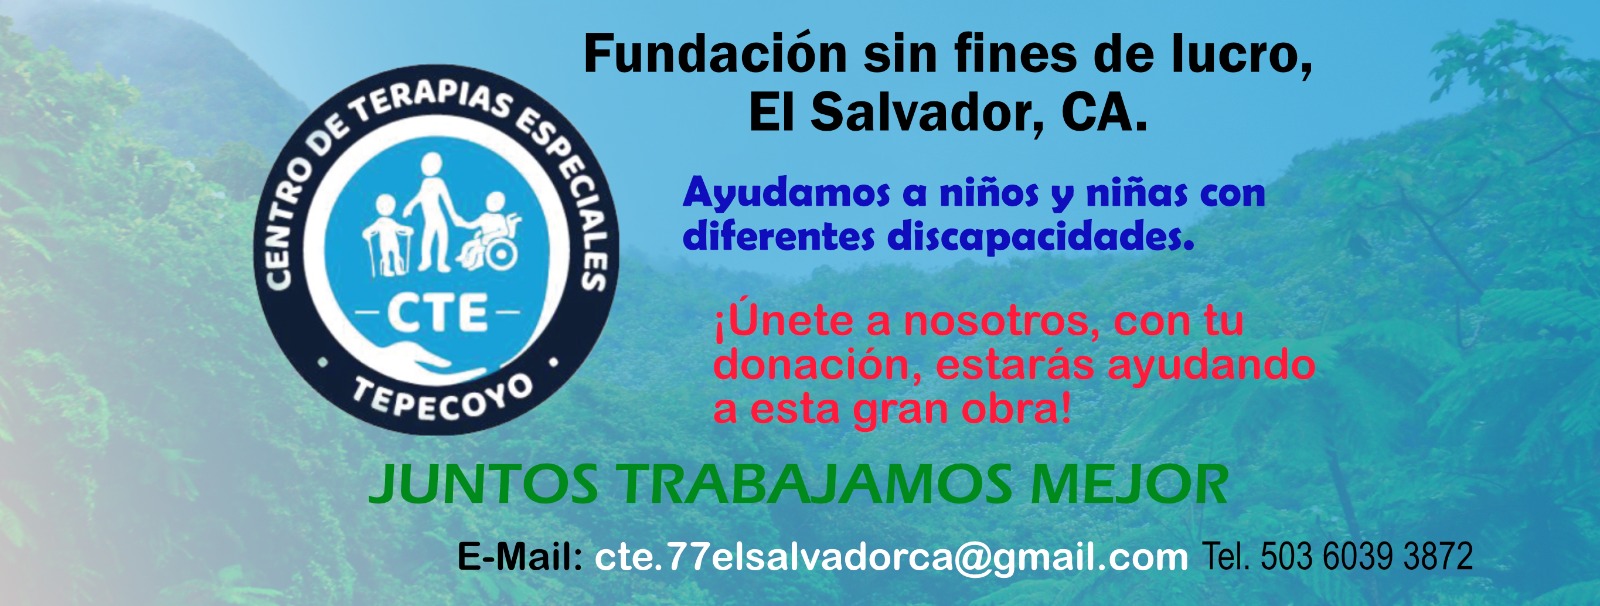 CENTRO DE TERAPIAS ESPECIALES
-CTE-
• TEPECOYO •
Fundación sin fines de lucro,
El Salvador, CA.
Ayudamos a niños y niñas con
diferentes discapacidades.
¡Únete a nosotros, con tu
donación, estarás ayudando
a esta gran obra!
JUNTOS TRABAJAMOS MEJOR
E-Mail: cte.77elsalvadorca@gmail.com Tel. 503 6039 3872